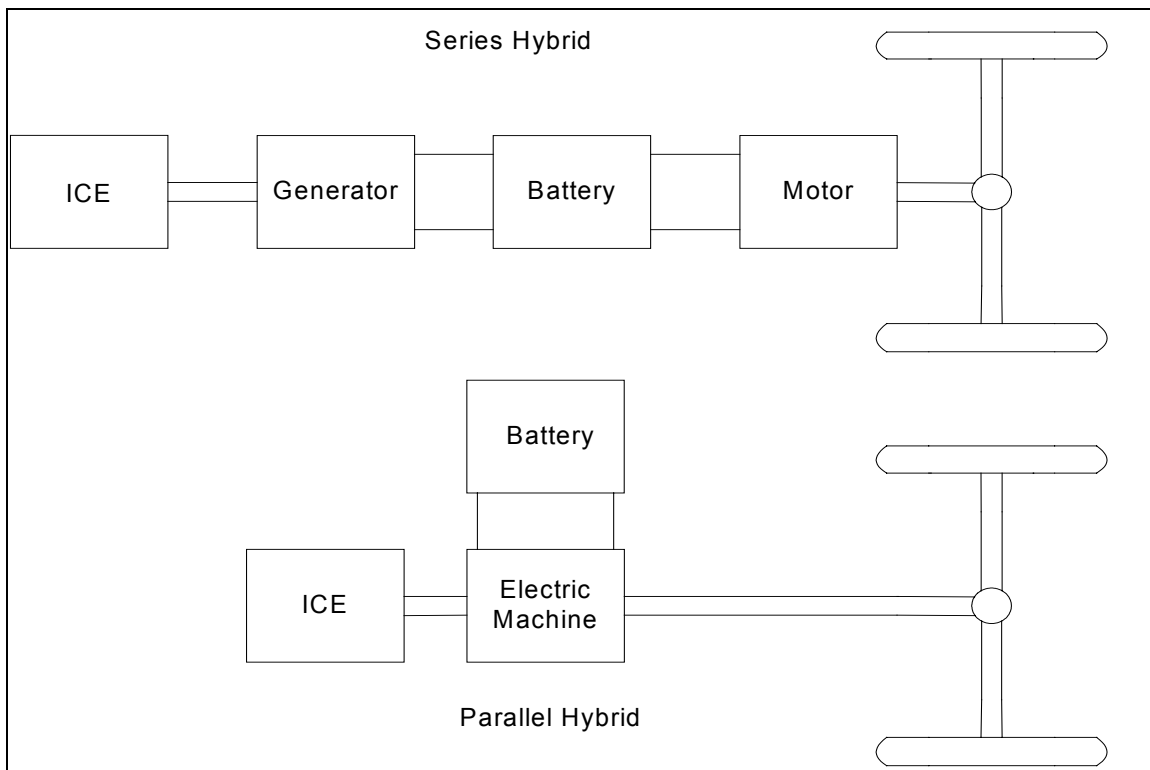 Series Hybrid
ICE
Generator
Battery
Motor
Battery
ICE
Electric
Machine
Parallel Hybrid